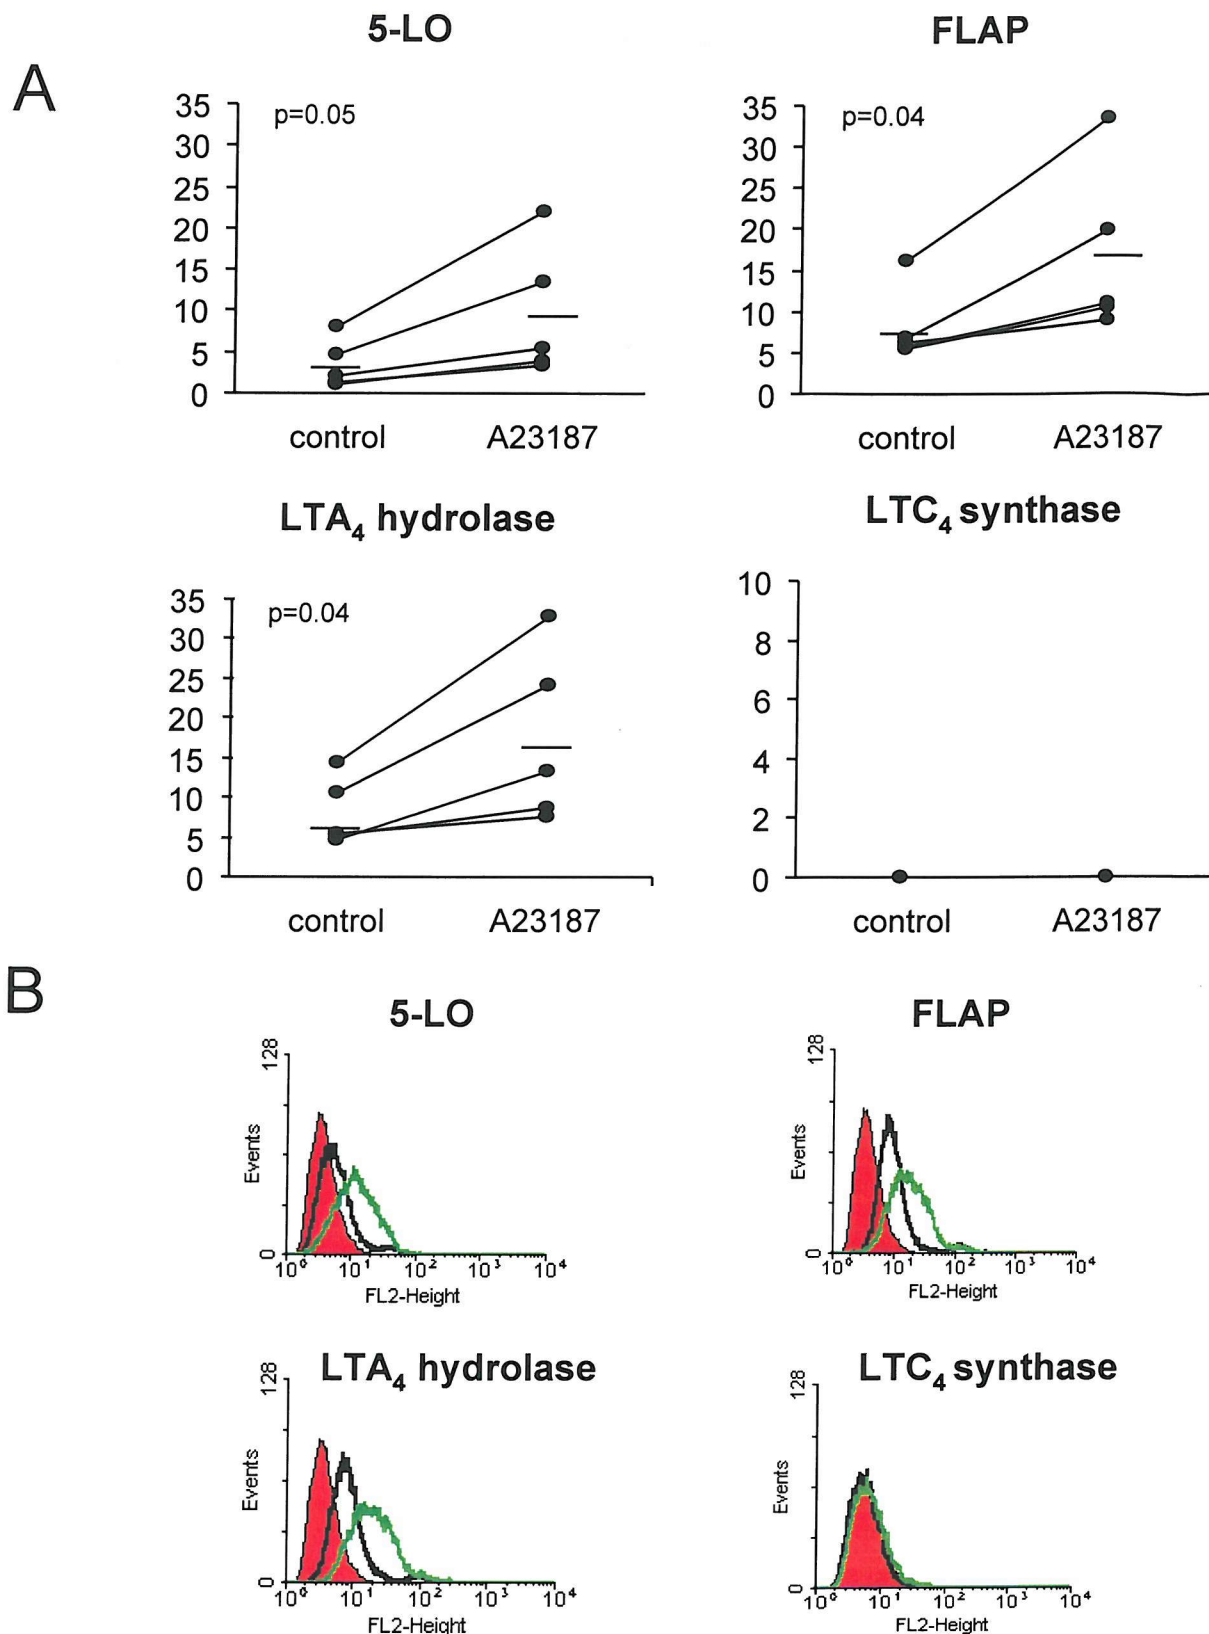 5-LO
FLAP
A
35
30
25
20
15
10
5
0
p=0.05
control
A23187
35
30
25
20
15
10
5
0
p=0.04
control
A23187
LTA4 hydrolase
LTC4 synthase
35
30
25
20
15
10
5
0
p=0.04
control
A23187
10
8
6
4
2
0
control
A23187
B
5-LO
FLAP
128
Events
0
10⁰ 10¹ 10² 10³ 10⁴
FL2-Height
128
Events
0
10⁰ 10¹ 10² 10³ 10⁴
FL2-Height
LTA4 hydrolase
LTC4 synthase
128
Events
0
10⁰ 10¹ 10² 10³ 10⁴
FL2-Height
128
Events
0
10⁰ 10¹ 10² 10³ 10⁴
FL2-Height